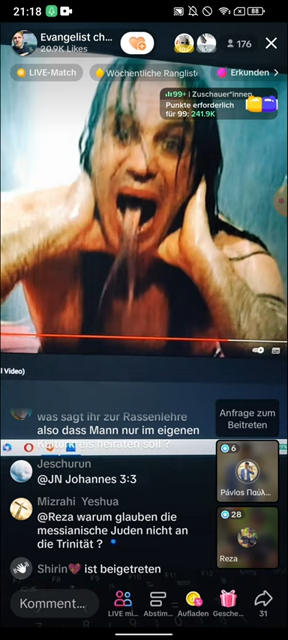 21:18
88
Evangelist ch...
20.9K Likes
176
LIVE-Match
Wöchentliche Ranglist
Erkunden
99+ | Zuschauer*innen
Punkte erforderlich
für 99: 241.9K
l Video)
was sagt ihr zur Rassenlehre
also dass Mann nur im eigenen
Anfrage zum
Beitreten
Jeschurun
@JN Johannes 3:3
6
Pávlos Παύλ...
Mizrahi Yeshua
@Reza warum glauben die
messianische Juden nicht an
die Trinität ?
28
Reza
Shirin ist beigetreten
Komment...
LIVE mi...
Abstim...
Aufladen
Gesche...
31